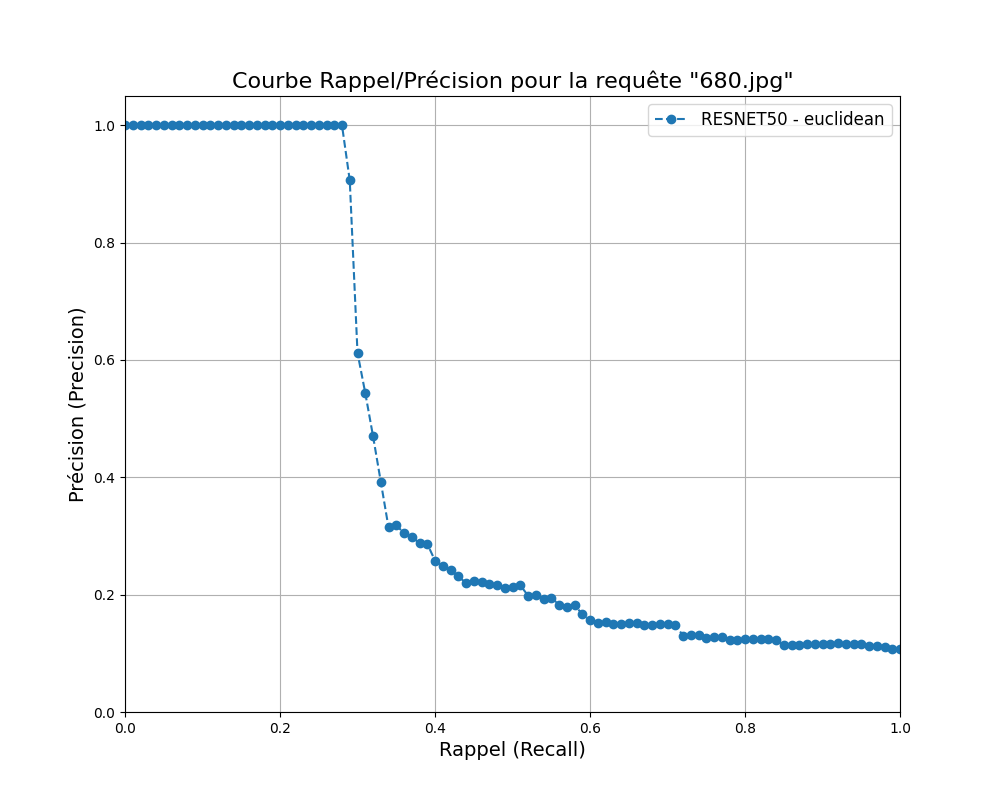 Courbe Rappel/Précision pour la requête "680.jpg"
RESNET50 - euclidean
1.0
0.8
0.6
0.4
0.2
0.0
Précision (Precision)
0.0 0.2 0.4 0.6 0.8 1.0
Rappel (Recall)